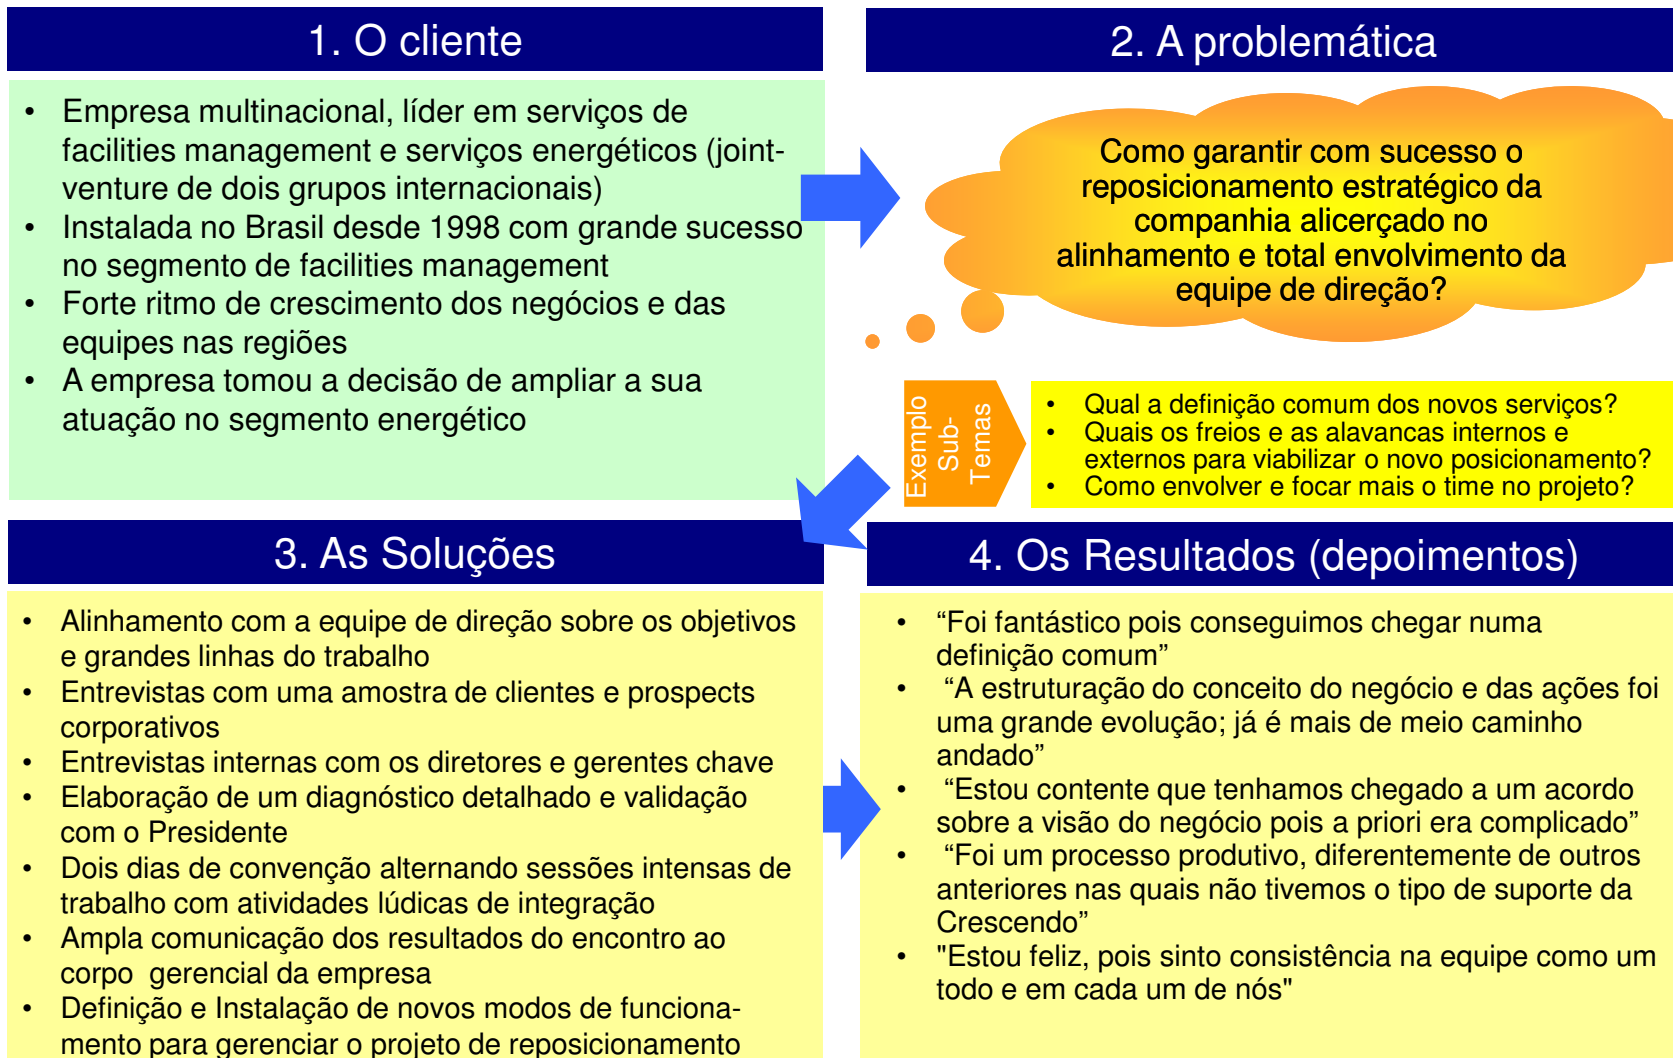 1. O cliente
• Empresa multinacional, líder em serviços de
facilities management e serviços energéticos (joint-
venture de dois grupos internacionais)
• Instalada no Brasil desde 1998 com grande sucesso
no segmento de facilities management
• Forte ritmo de crescimento dos negócios e das
equipes nas regiões
• A empresa tomou a decisão de ampliar a sua
atuação no segmento energético
2. A problemática
Como garantir com sucesso o
reposicionamento estratégico da
companhia alicerçado no
alinhamento e total envolvimento da
equipe de direção?
Exemplo
Sub-
Temas
• Qual a definição comum dos novos serviços?
• Quais os freios e as alavancas internos e
externos para viabilizar o novo posicionamento?
• Como envolver e focar mais o time no projeto?
3. As Soluções
• Alinhamento com a equipe de direção sobre os objetivos
e grandes linhas do trabalho
• Entrevistas com uma amostra de clientes e prospects
corporativos
• Entrevistas internas com os diretores e gerentes chave
• Elaboração de um diagnóstico detalhado e validação
com o Presidente
• Dois dias de convenção alternando sessões intensas de
trabalho com atividades lúdicas de integração
• Ampla comunicação dos resultados do encontro ao
corpo  gerencial da empresa
• Definição e Instalação de novos modos de funciona-
mento para gerenciar o projeto de reposicionamento
4. Os Resultados (depoimentos)
• “Foi fantástico pois conseguimos chegar numa
definição comum”
• “A estruturação do conceito do negócio e das ações foi
uma grande evolução; já é mais de meio caminho
andado”
• “Estou contente que tenhamos chegado a um acordo
sobre a visão do negócio pois a priori era complicado”
• “Foi um processo produtivo, diferentemente de outros
anteriores nas quais não tivemos o tipo de suporte da
Crescendo”
• "Estou feliz, pois sinto consistência na equipe como um
todo e em cada um de nós"